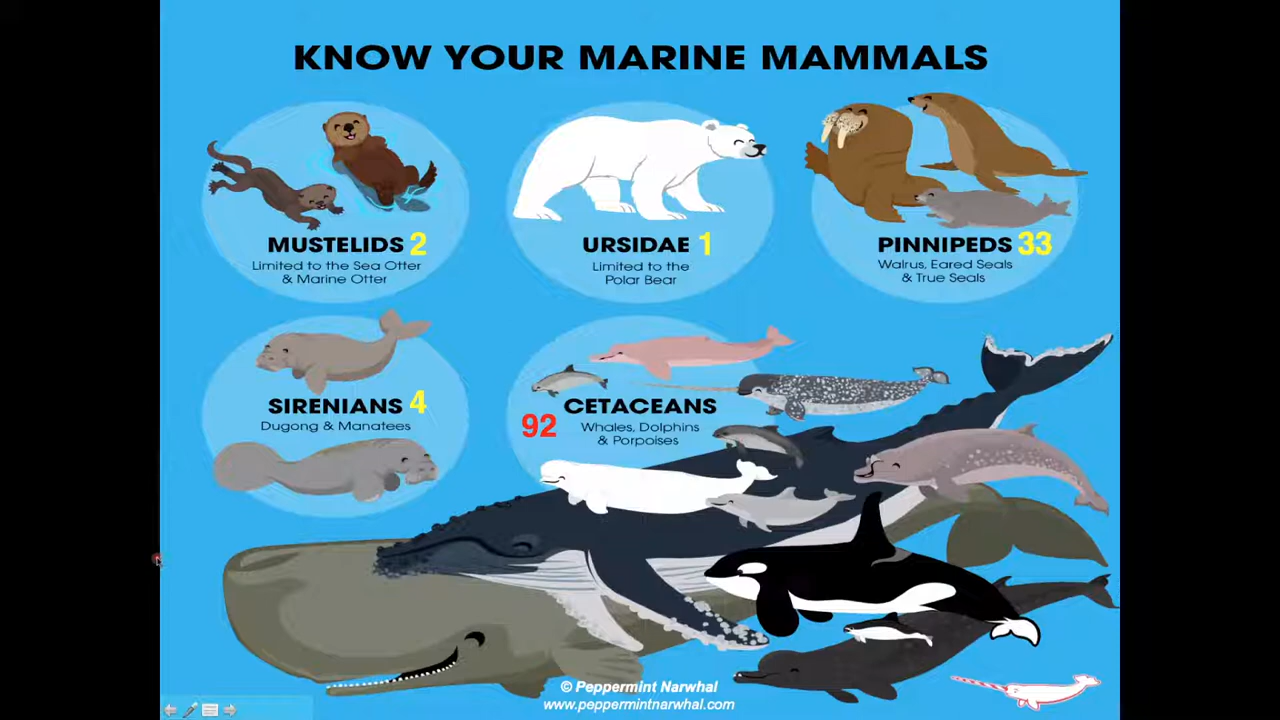 KNOW YOUR MARINE MAMMALS
MUSTELIDS 2
Limited to the Sea Otter
& Marine Otter
URSIDAE 1
Limited to the
Polar Bear
PINNIPEDS 33
Walrus, Eared Seals
& True Seals
SIRENIANS 4
Dugong & Manatees
92 CETACEANS
Whales, Dolphins
& Porpoises
© Peppermint Narwhal
www.peppermintnarwhal.com